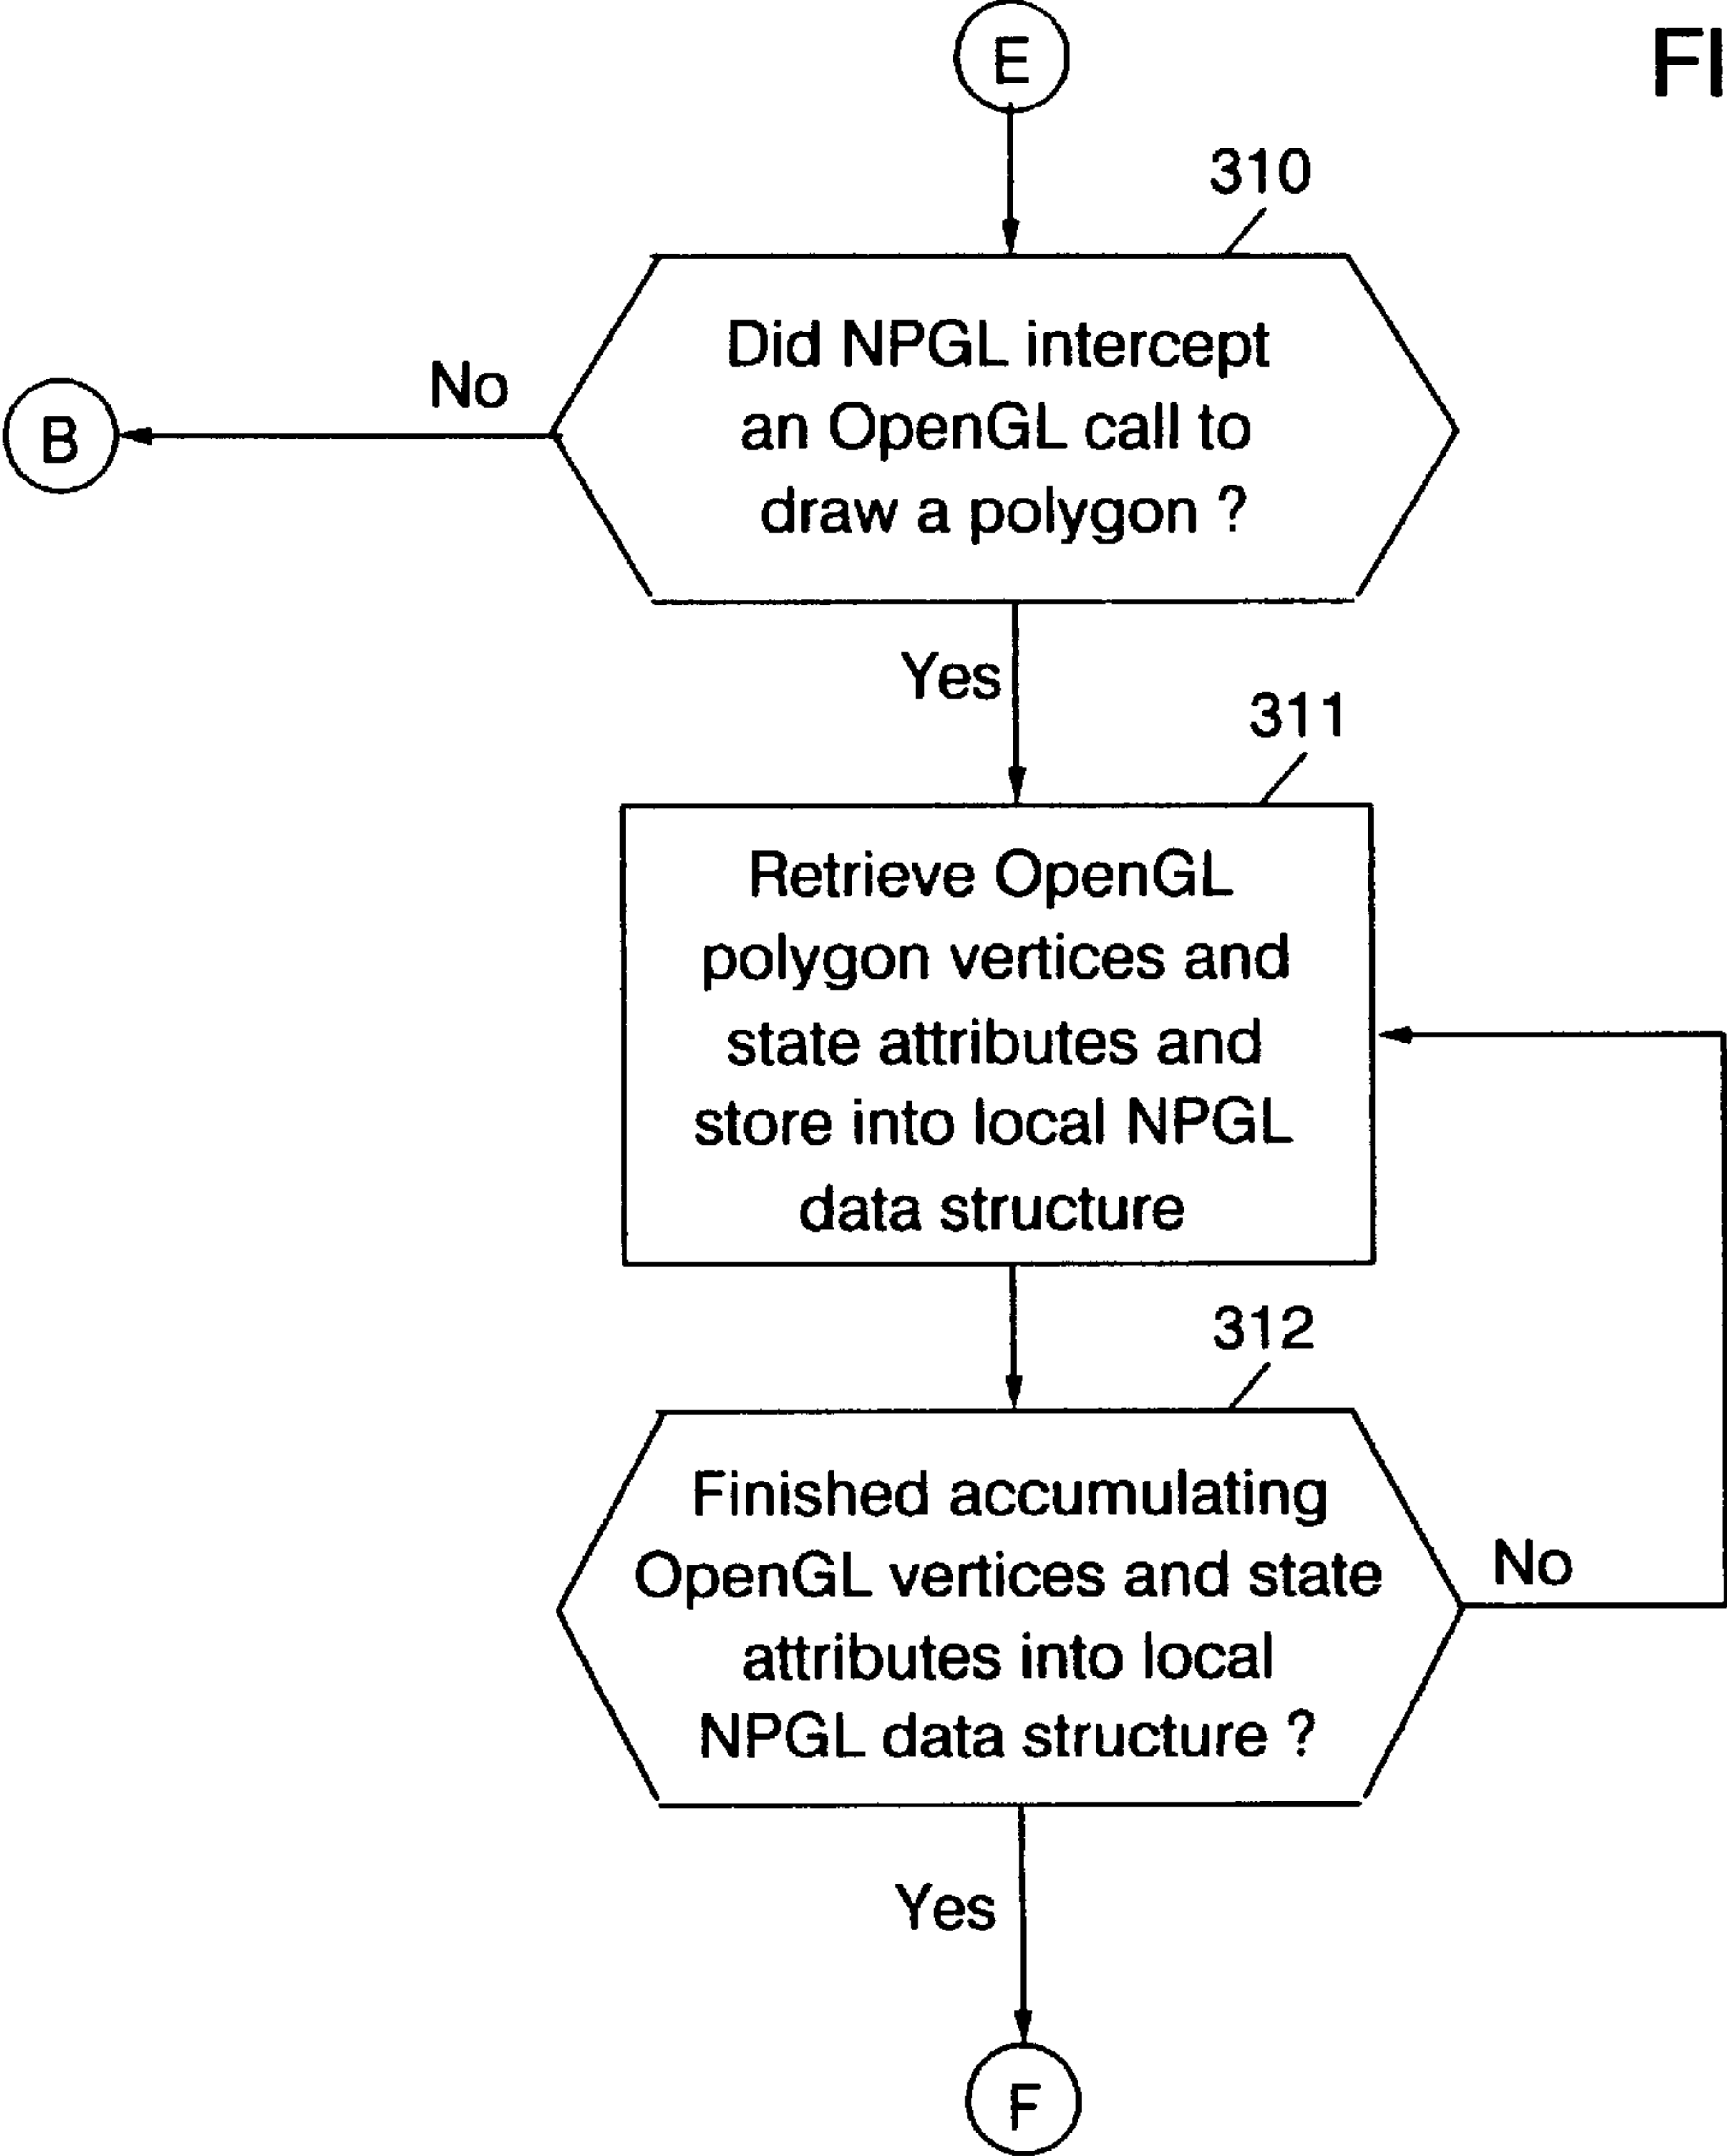 E
FI
310
Did NPGL intercept
an OpenGL call to
draw a polygon ?
No
B
Yes
311
Retrieve OpenGL
polygon vertices and
state attributes and
store into local NPGL
data structure
312
Finished accumulating
OpenGL vertices and state
attributes into local
NPGL data structure ?
No
Yes
F